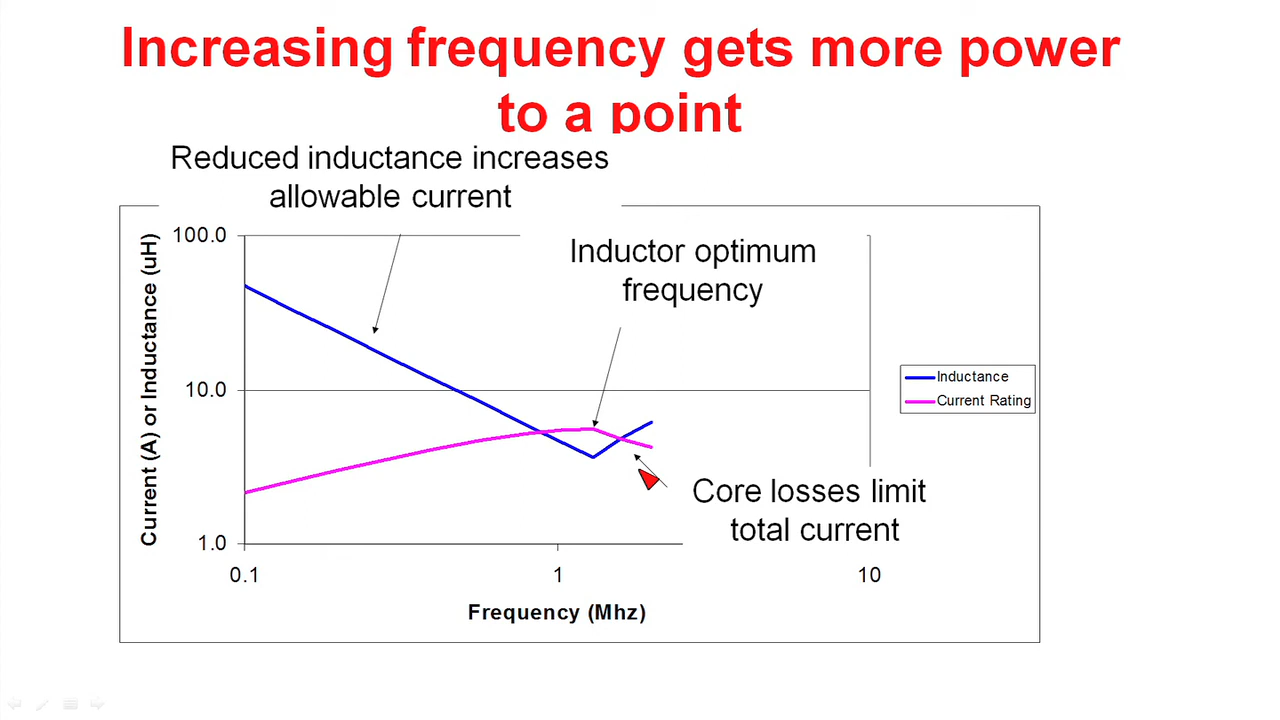 Increasing frequency gets more power
to a point
Reduced inductance increases
allowable current
Inductor optimum
frequency
Core losses limit
total current
Current (A) or Inductance (uH)
100.0
10.0
1.0
0.1
1
10
Frequency (Mhz)
Inductance
Current Rating